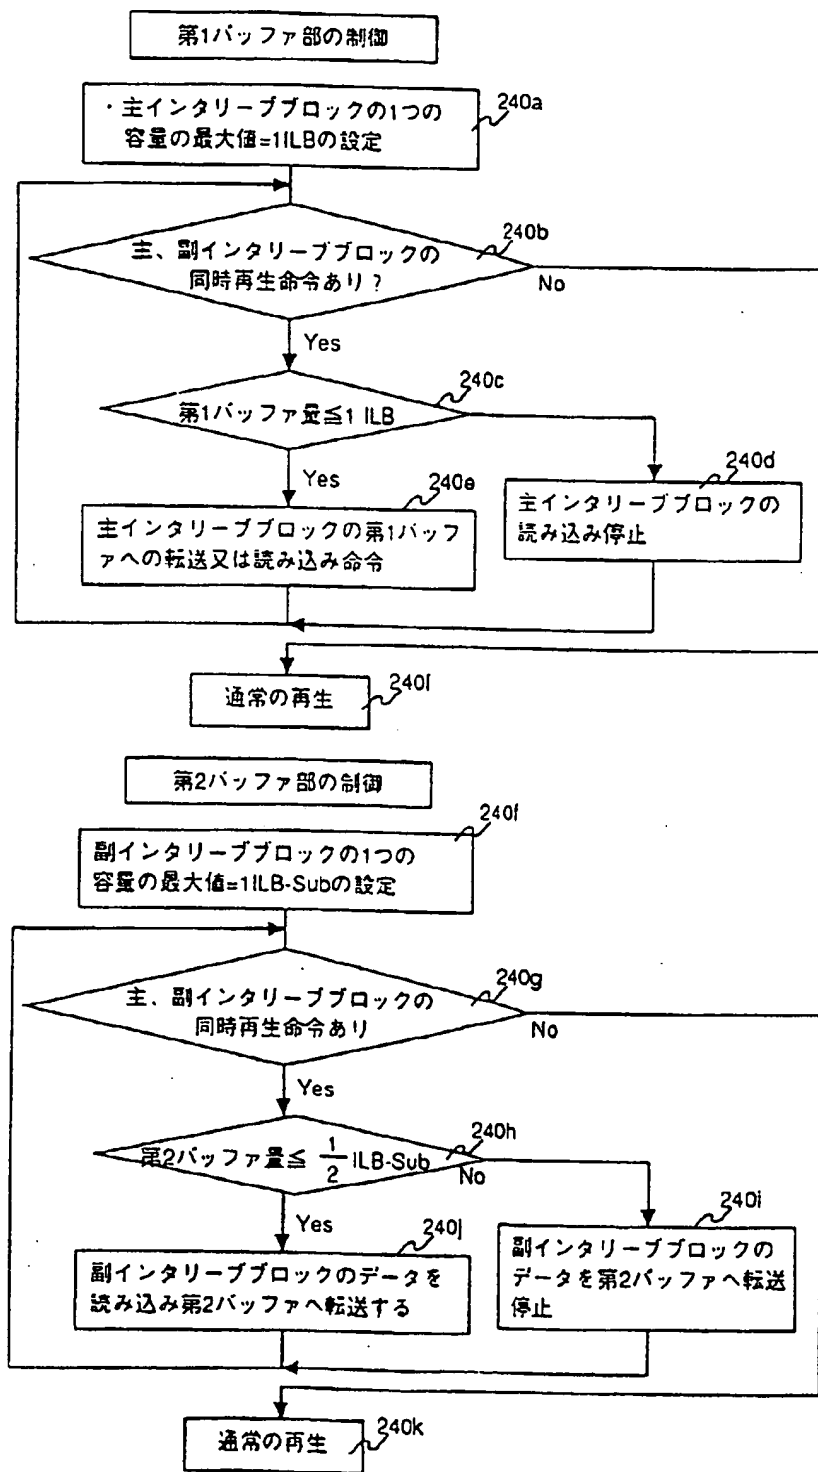 第1バッファ部の制御
・主インタリーブブロックの1つの
容量の最大値=1ILBの設定
240a
主、副インタリーブブロックの
同時再生命令あり?
240b
No
Yes
第1バッファ量≦1 ILB
240c
Yes
240d
主インタリーブブロックの
読み込み停止
240e
主インタリーブブロックの第1バッフ
ァへの転送又は読み込み命令
通常の再生
240l
第2バッファ部の制御
240f
副インタリーブブロックの1つの
容量の最大値=1ILB-Subの設定
主、副インタリーブブロックの
同時再生命令あり
240g
No
Yes
第2バッファ量≦ 1/2 ILB-Sub
240h
No
Yes
240i
副インタリーブブロックの
データを第2バッファへ転送
停止
240j
副インタリーブブロックのデータを
読み込み第2バッファへ転送する
通常の再生
240k